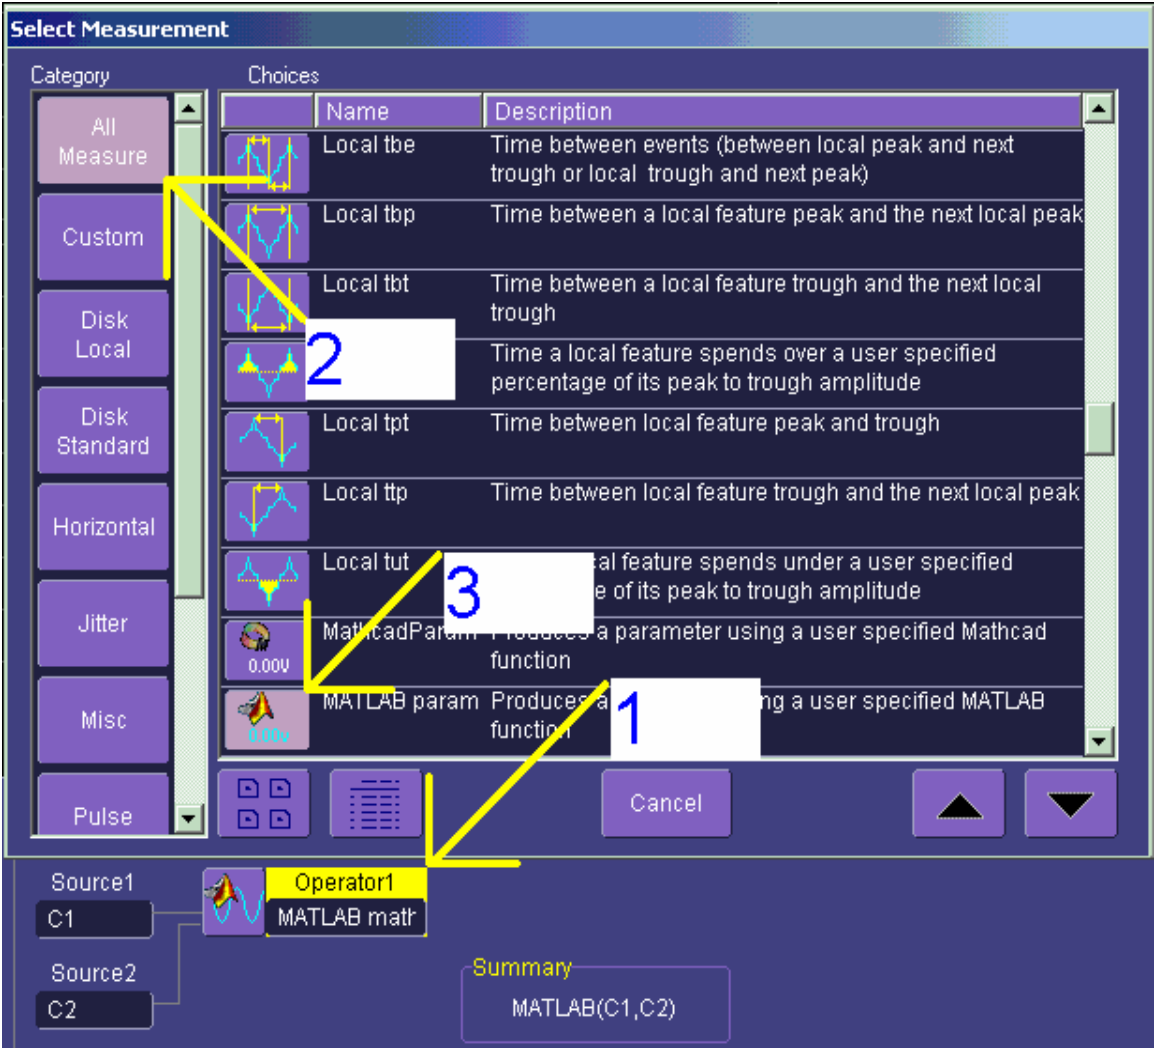 Select Measurement
Category
Choices
Name
Description
All
Measure
Custom
Disk
Local
Disk
Standard
Horizontal
Jitter
Misc
Pulse
Local tbe
Time between events (between local peak and next
trough or local trough and next peak)
Local tbp
Time between a local feature peak and the next local peak
Local tbt
Time between a local feature trough and the next local
trough
2
Time a local feature spends over a user specified
percentage of its peak to trough amplitude
Local tpt
Time between local feature peak and trough
Local ttp
Time between local feature trough and the next local peak
Local tut
feature spends under a user specified
of its peak to trough amplitude
3
MathcadParam
Produces a parameter using a user specified Mathcad
function
0.00V
MATLAB param
Produces a user specified MATLAB
function
0.00v
1
Cancel
Source1
C1
Operator1
MATLAB math
Source2
C2
Summary
MATLAB(C1,C2)